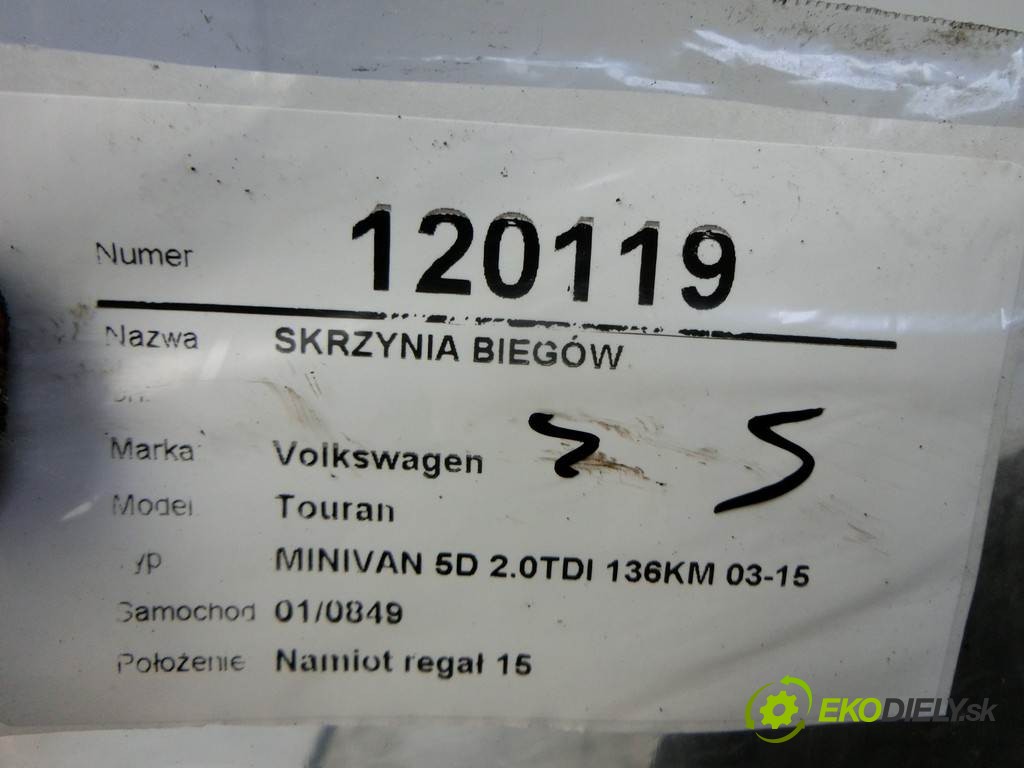 Numer 120119
Nazwa SKRZYNIA BIEGÓW
Marka Volkswagen
Model Touran
Typ MINIVAN 5D 2.0TDI 136KM 03-15
Samochod 01/0849
Położenie Namiot regał 15
EKODIELY.sk